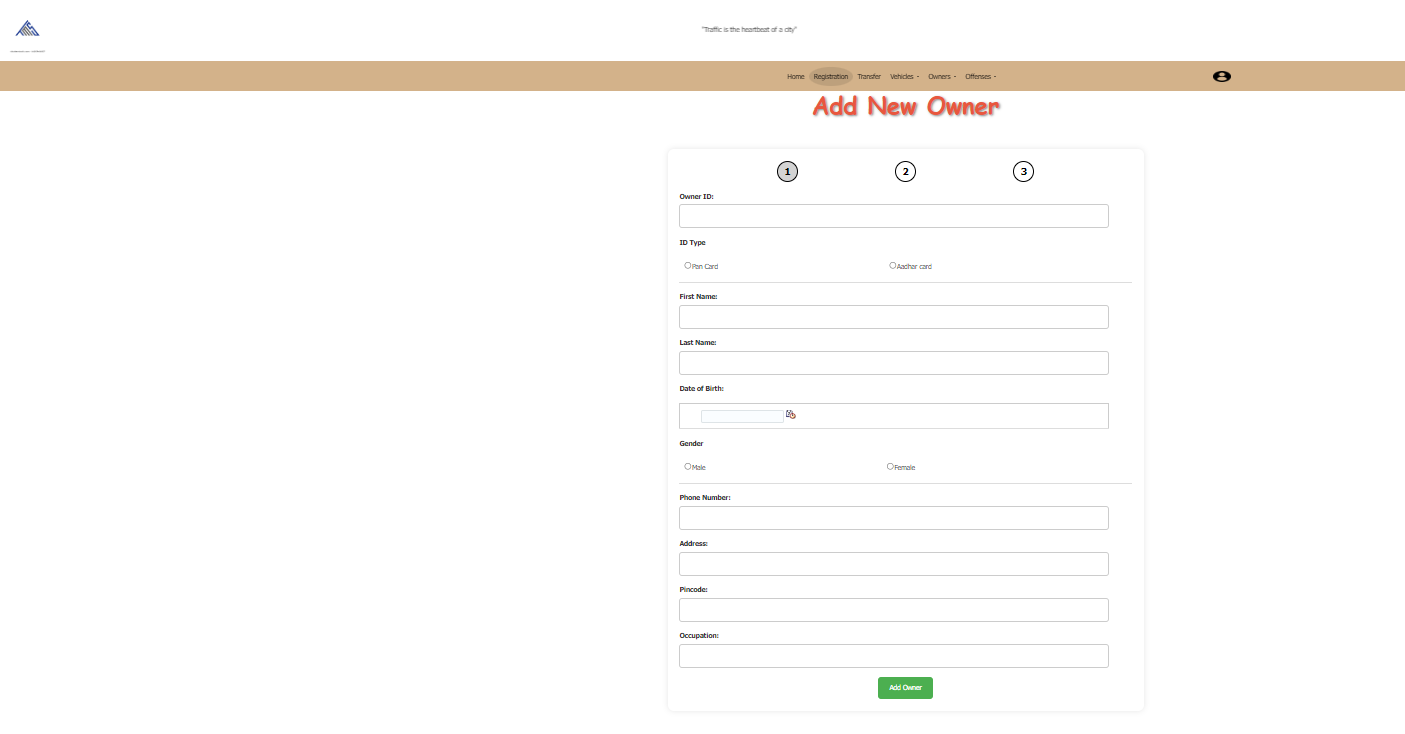 "Traffic is the heartbeat of a city"
Home Registration Transfer Vehicles Owners Offenses
Add New Owner
1 2 3
Owner ID:
ID Type
Pan Card Aadhar card
First Name:
Last Name:
Date of Birth:
Gender
Male Female
Phone Number:
Address:
Pincode:
Occupation:
Add Owner